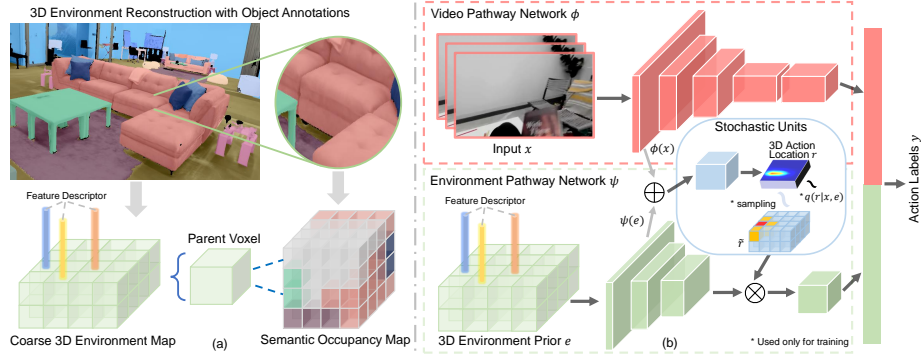 3D Environment Reconstruction with Object Annotations
Feature Descriptor
Parent Voxel
Coarse 3D Environment Map
(a)
Semantic Occupancy Map
Video Pathway Network ϕ
Input x
ϕ(x)
Stochastic Units
3D Action
Location r
* q(r|x, e)
* sampling
r̃
Environment Pathway Network ψ
Feature Descriptor
ψ(e)
3D Environment Prior e
(b)
* Used only for training
Action Labels y